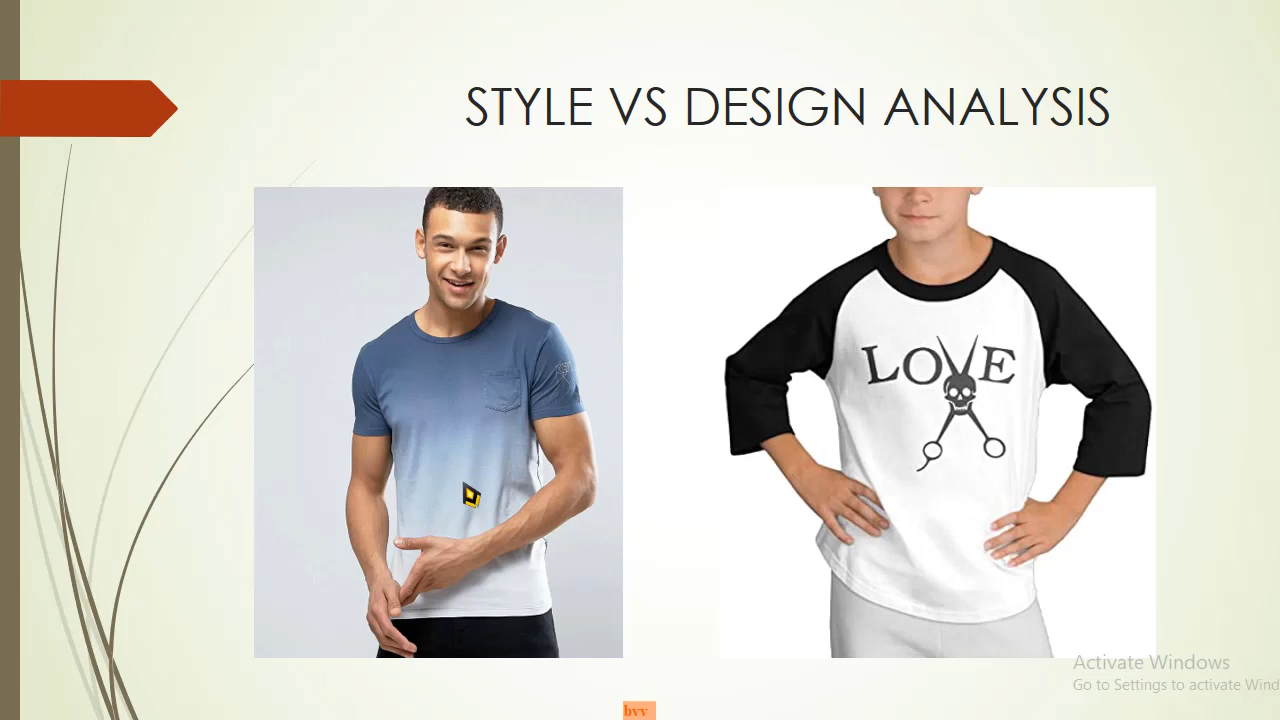 STYLE VS DESIGN ANALYSIS
LOVE
Activate Windows
Go to Settings to activate Wind
bvv